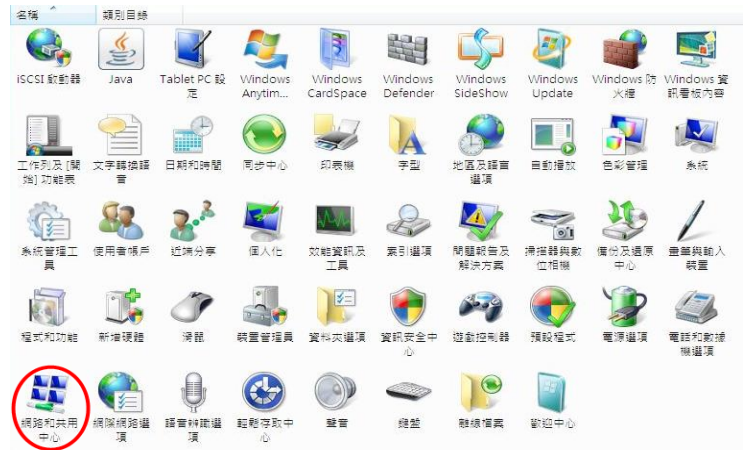 名稱 類別目錄
iSCSI 啟動器 Java Tablet PC 設 Windows Windows Windows Windows Windows Windows 防 Windows 資
定 Anytim... CardSpace Defender SideShow Update 火牆 訊看板內容
工作列及 [開 文字轉換語 日期和時間 同步中心 印表機 字型 地區及語言 自動播放 色彩管理 系統
始] 功能表 音 選項
系統管理工 使用者帳戶 近端分享 個人化 效能資訊及 索引選項 問題報告及 掃描器與數 備份及還原 畫筆與輸入
具 工具 解決方案 位相機 中心 裝置
程式和功能 新增硬體 滑鼠 裝置管理員 資料夾選項 資訊安全中 遊戲控制器 預設程式 電源選項 電話和數據
心 機選項
網路和共用 網際網路選 語音辨識選 輕鬆存取中 聲音 鍵盤 離線檔案 歡迎中心
中心 項 項 心